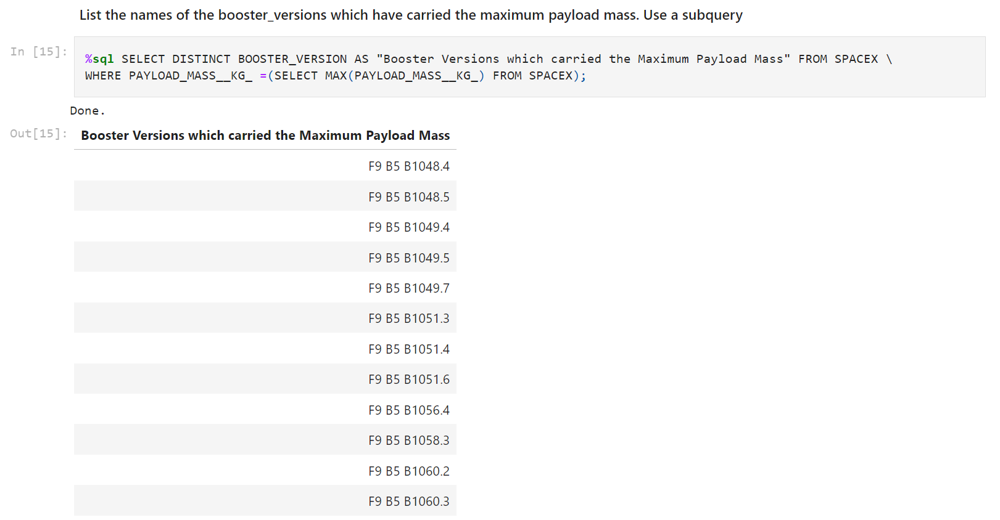 List the names of the booster_versions which have carried the maximum payload mass. Use a subquery
In [15]:
%sql SELECT DISTINCT BOOSTER_VERSION AS "Booster Versions which carried the Maximum Payload Mass" FROM SPACEX \
WHERE PAYLOAD_MASS__KG_ =(SELECT MAX(PAYLOAD_MASS__KG_) FROM SPACEX);
Done.
Out[15]:
Booster Versions which carried the Maximum Payload Mass
F9 B5 B1048.4
F9 B5 B1048.5
F9 B5 B1049.4
F9 B5 B1049.5
F9 B5 B1049.7
F9 B5 B1051.3
F9 B5 B1051.4
F9 B5 B1051.6
F9 B5 B1056.4
F9 B5 B1058.3
F9 B5 B1060.2
F9 B5 B1060.3